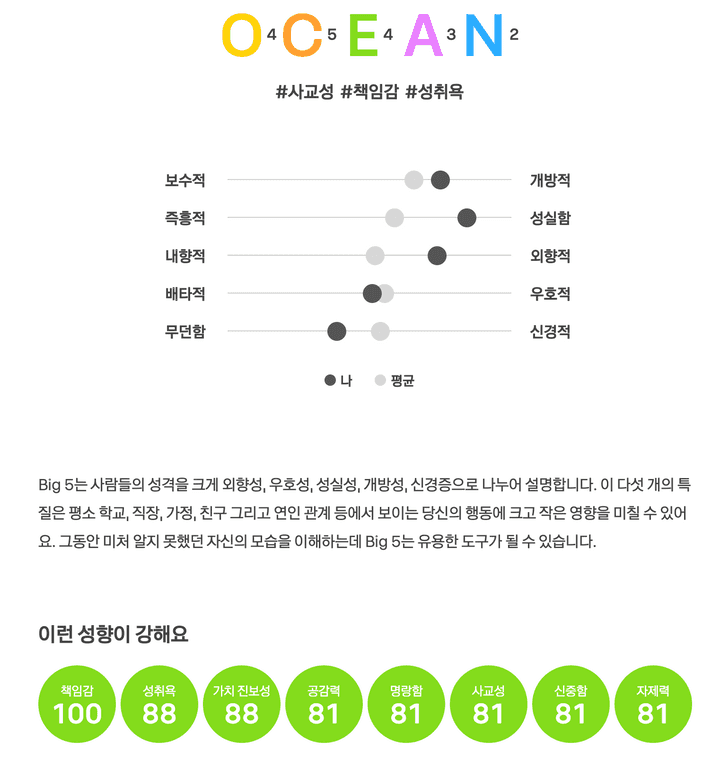 O 4 C 5 E 4 A 3 N 2
#사교성 #책임감 #성취욕
보수적 개방적
즉흥적 성실함
내향적 외향적
배타적 우호적
무던함 신경적
나 평균
Big 5는 사람들의 성격을 크게 외향성, 우호성, 성실성, 개방성, 신경증으로 나누어 설명합니다. 이 다섯 개의 특
질은 평소 학교, 직장, 가정, 친구 그리고 연인 관계 등에서 보이는 당신의 행동에 크고 작은 영향을 미칠 수 있어
요. 그동안 미처 알지 못했던 자신의 모습을 이해하는데 Big 5는 유용한 도구가 될 수 있습니다.
이런 성향이 강해요
책임감 성취욕 가치 진보성 공감력 명랑함 사교성 신중함 자제력
100 88 88 81 81 81 81 81